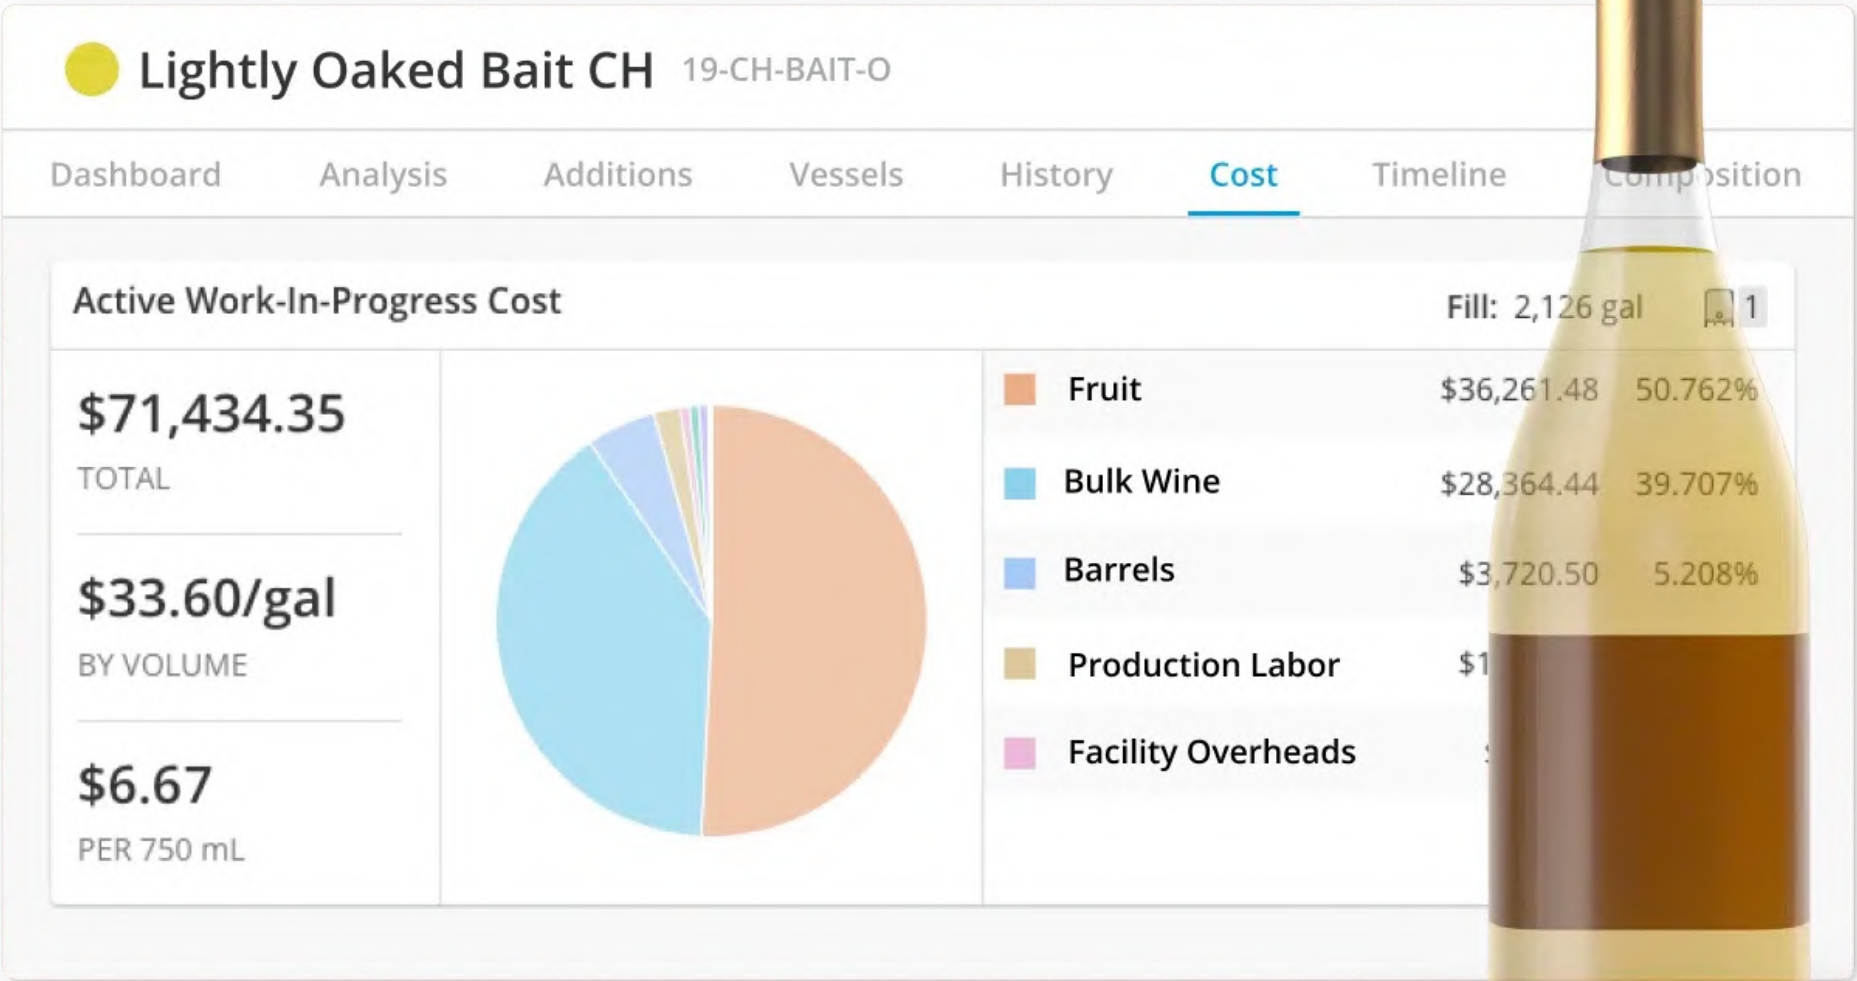 Lightly Oaked Bait CH 19-CH-BAIT-O
Dashboard Analysis Additions Vessels History Cost Timeline Composition
Active Work-In-Progress Cost Fill: 2,126 gal 1
$71,434.35
TOTAL
$33.60/gal
BY VOLUME
$6.67
PER 750 mL
Fruit $36,261.48 50.762%
Bulk Wine $28,364.44 39.707%
Barrels $3,720.50 5.208%
Production Labor $1
Facility Overheads